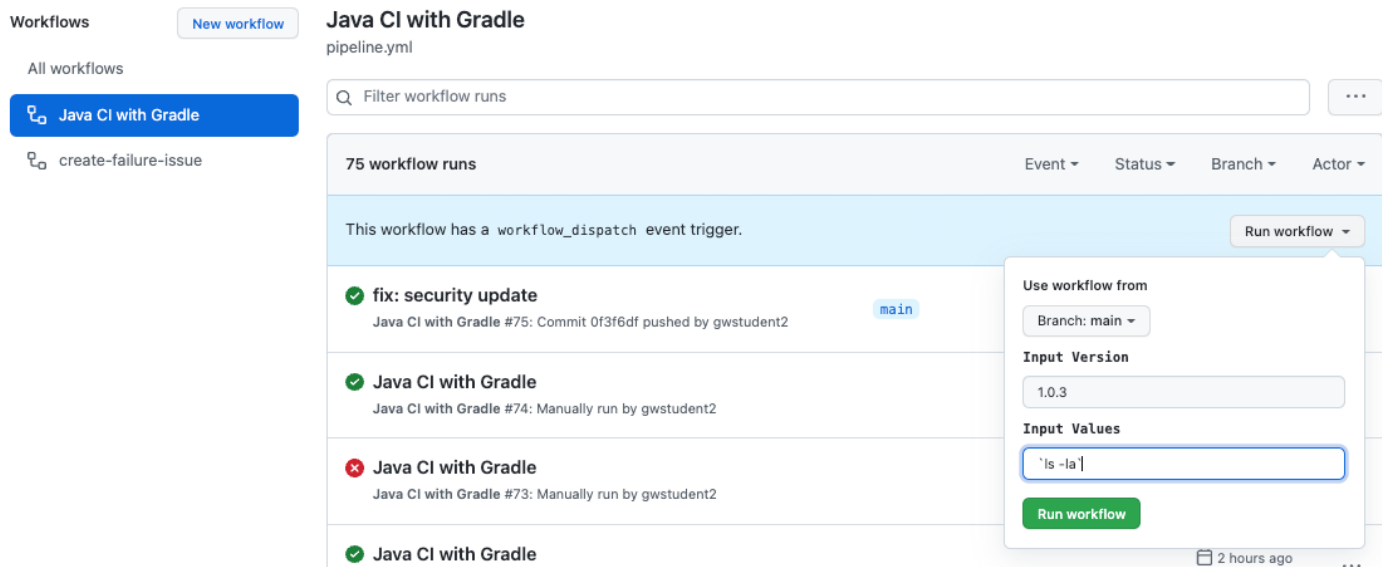 Workflows
New workflow
All workflows
Java CI with Gradle
create-failure-issue
Java CI with Gradle
pipeline.yml
Filter workflow runs
75 workflow runs
Event
Status
Branch
Actor
This workflow has a workflow_dispatch event trigger.
Run workflow
fix: security update
Java CI with Gradle #75: Commit 0f3f6df pushed by gwstudent2
main
Java CI with Gradle
Java CI with Gradle #74: Manually run by gwstudent2
Java CI with Gradle
Java CI with Gradle #73: Manually run by gwstudent2
Java CI with Gradle
2 hours ago
Use workflow from
Branch: main
Input Version
1.0.3
Input Values
`ls -la`
Run workflow